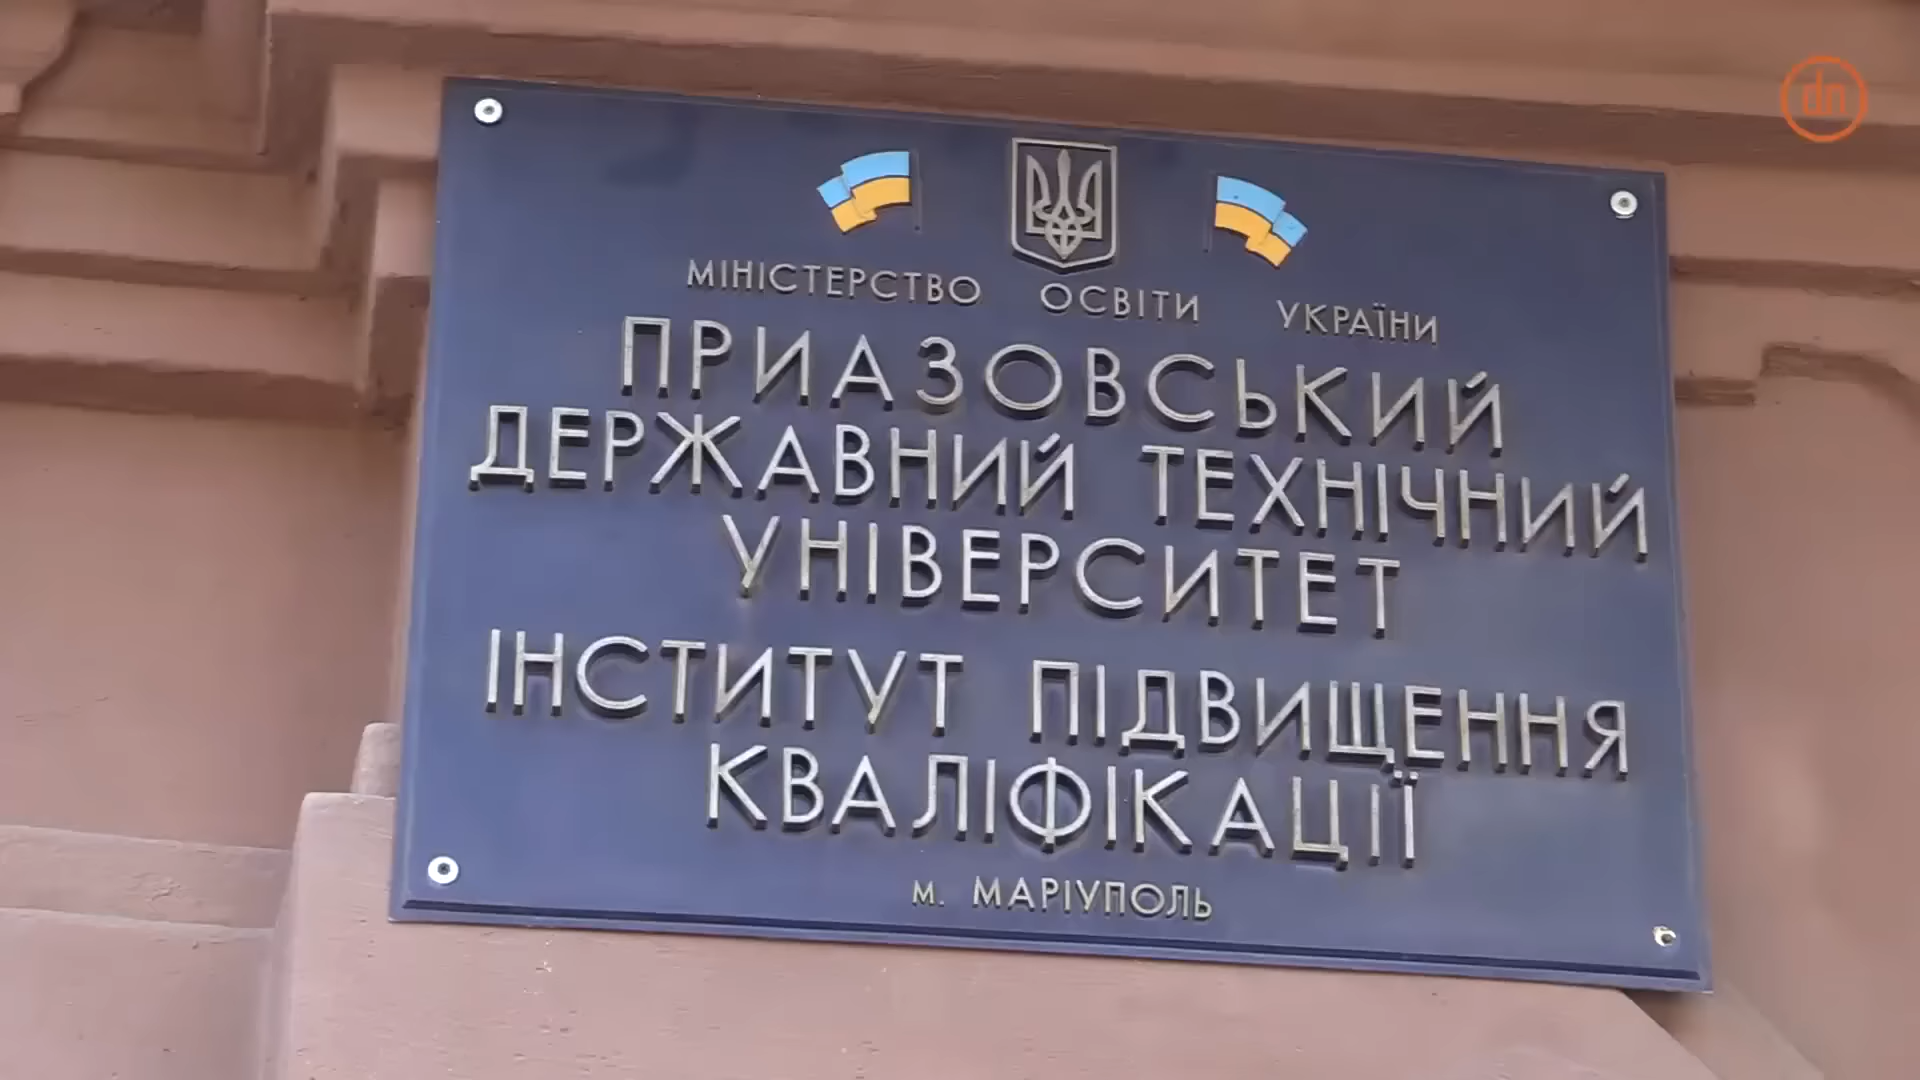 dn
МІНІСТЕРСТВО ОСВІТИ УКРАЇНИ
ПРИАЗОВСЬКИЙ
ДЕРЖАВНИЙ ТЕХНІЧНИЙ
УНІВЕРСИТЕТ
ІНСТИТУТ ПІДВИЩЕННЯ
КВАЛІФІКАЦІЇ
м. МАРІУПОЛЬ